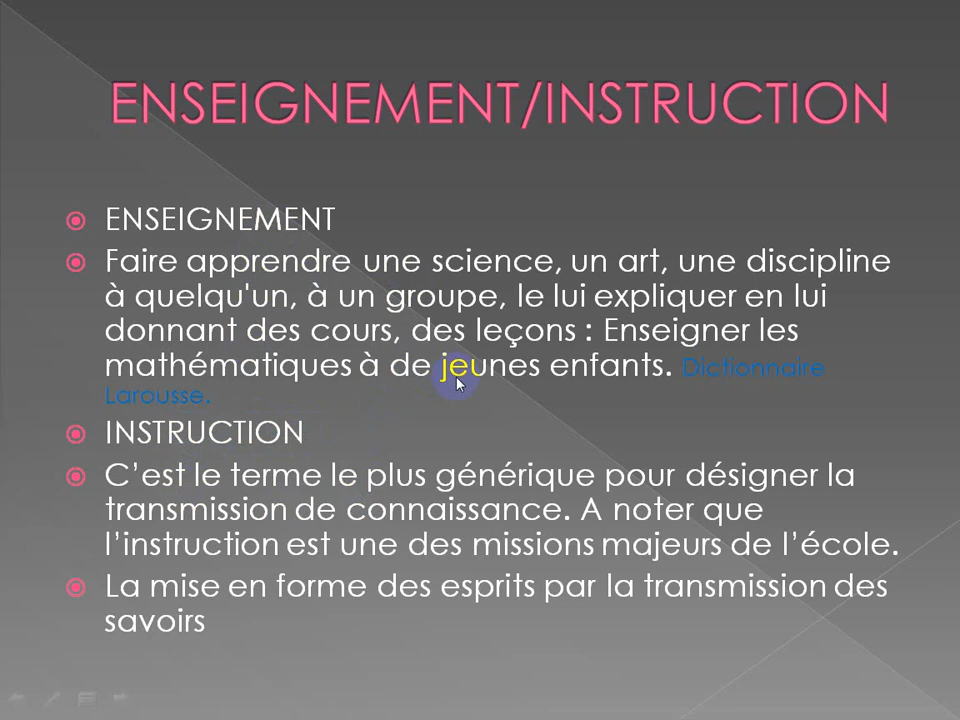 ENSEIGNEMENT/INSTRUCTION
ENSEIGNEMENT
Faire apprendre une science, un art, une discipline
à quelqu'un, à un groupe, le lui expliquer en lui
donnant des cours, des leçons : Enseigner les
mathématiques à de jeunes enfants. Dictionnaire
Larousse.
INSTRUCTION
C’est le terme le plus générique pour désigner la
transmission de connaissance. A noter que
l’instruction est une des missions majeurs de l’école.
La mise en forme des esprits par la transmission des
savoirs